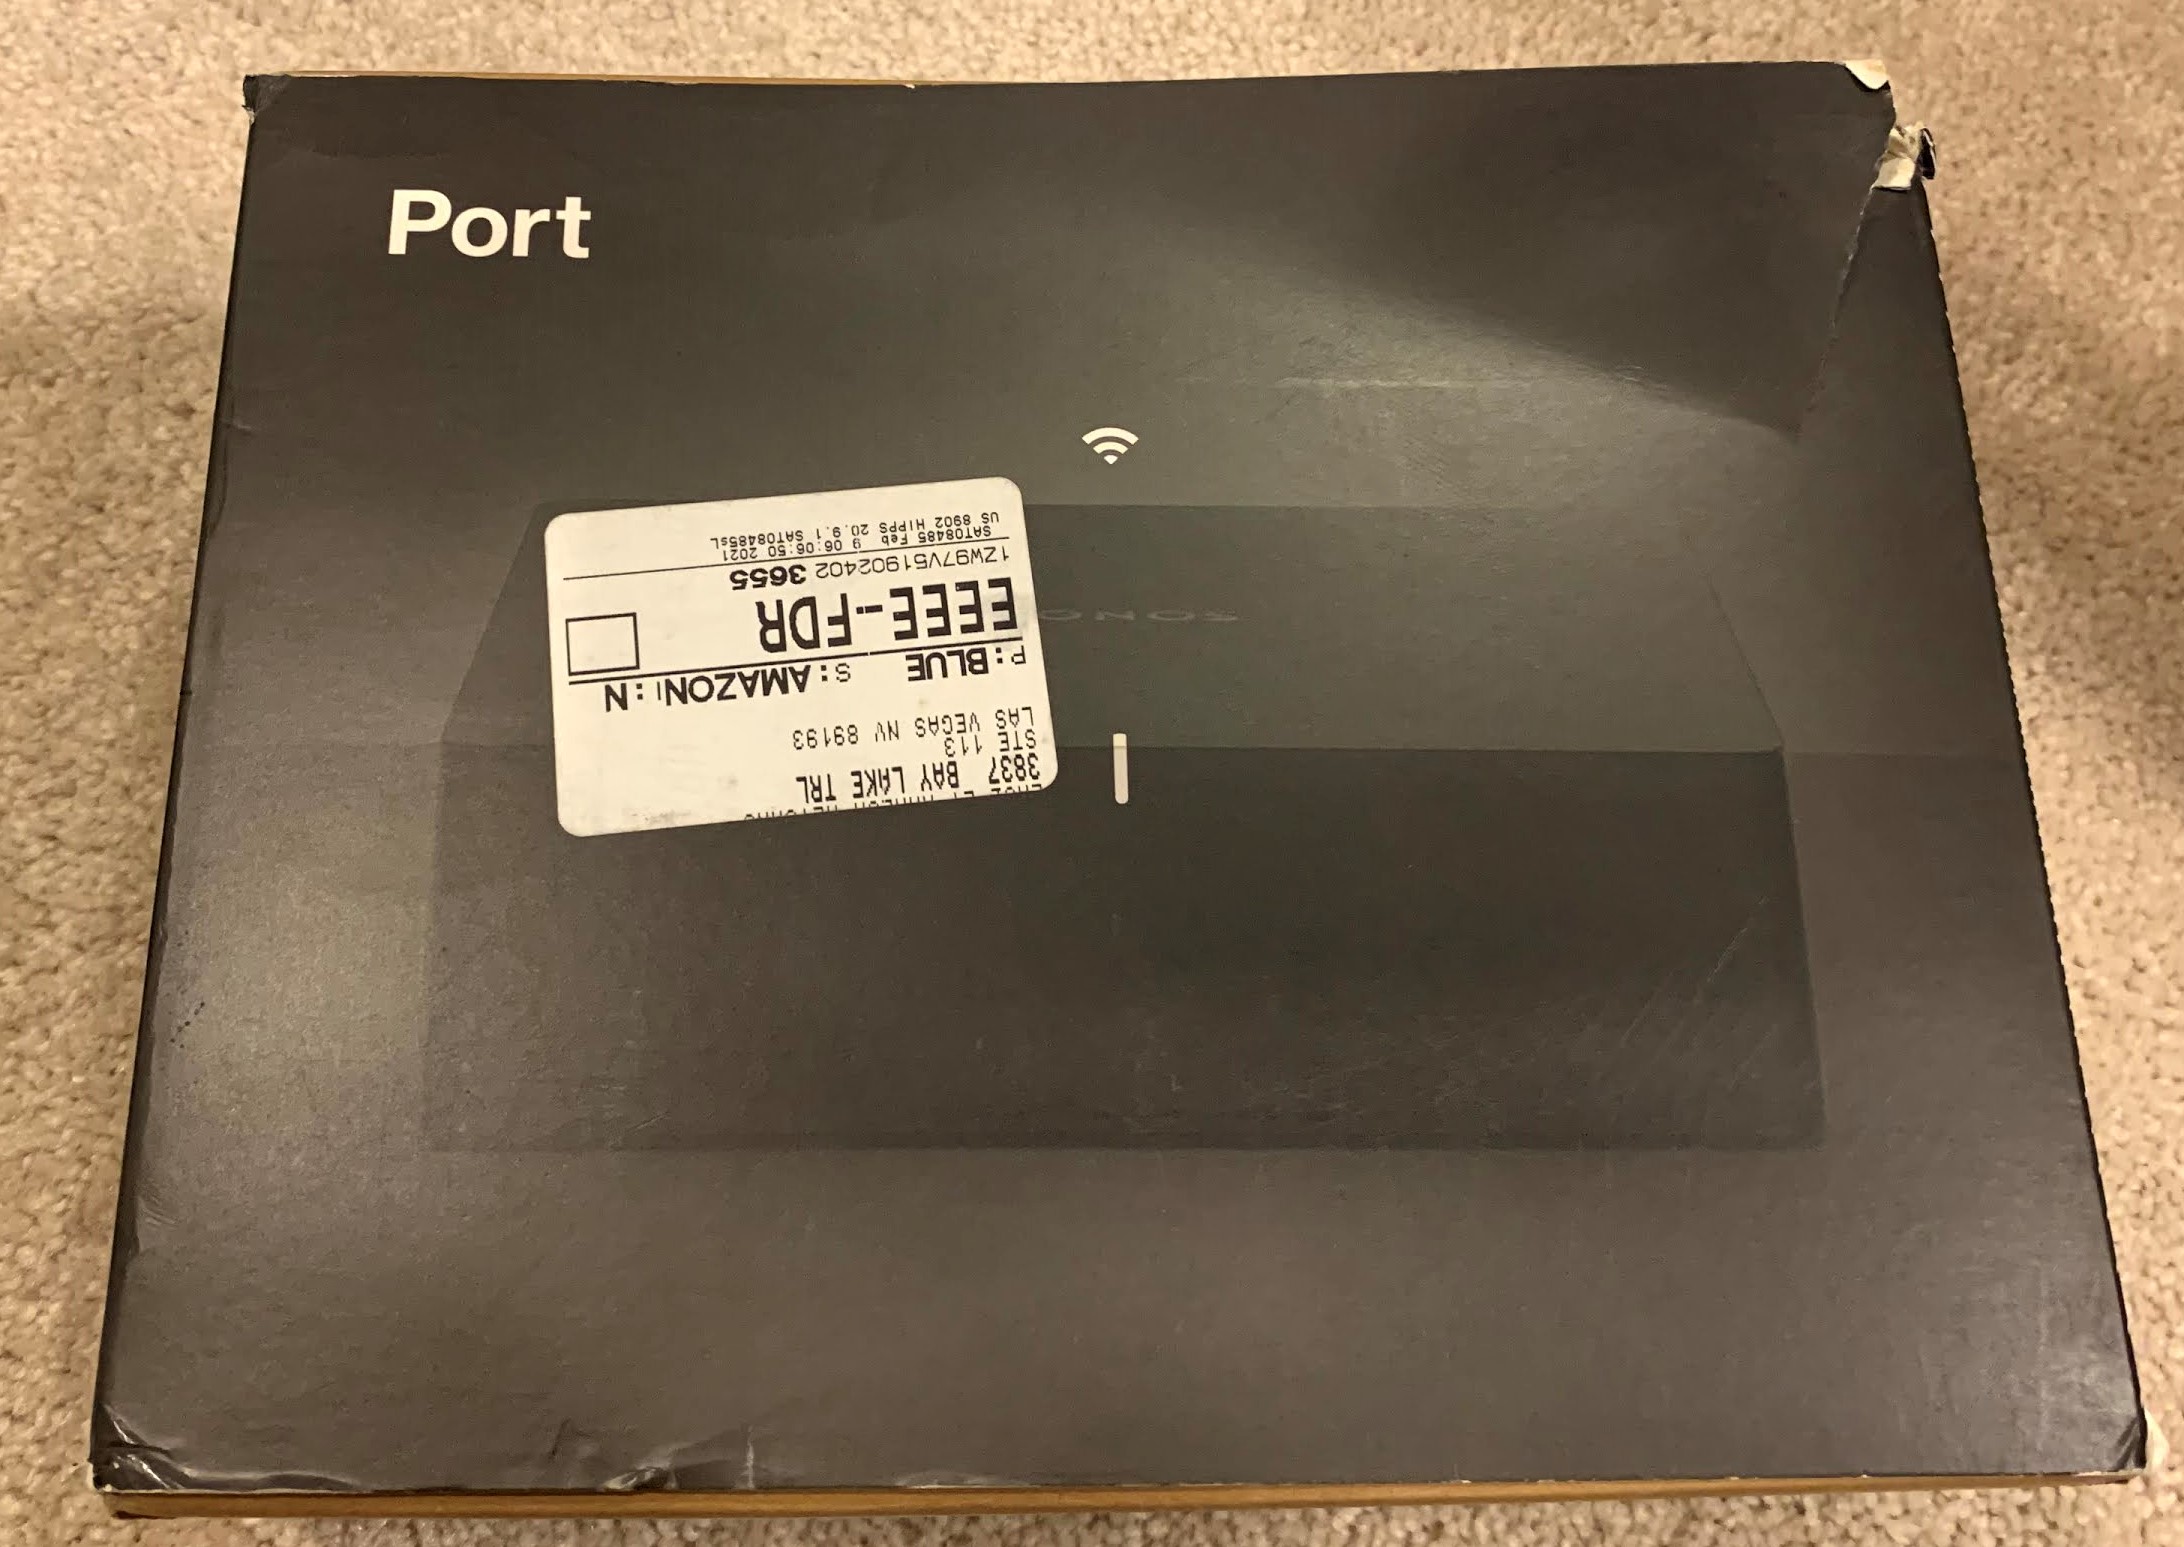 Port
SONOS
3837 BAY LAKE TRL
STE 113
LAS VEGAS NV 89193
P: BLUE S: AMAZON I: N
EEEE--FDR
1ZW97V51902402 3655
SAT08485 Feb 9 06:06:50 2021
US 8902 HIPPS 20.9.1 SAT08485sL